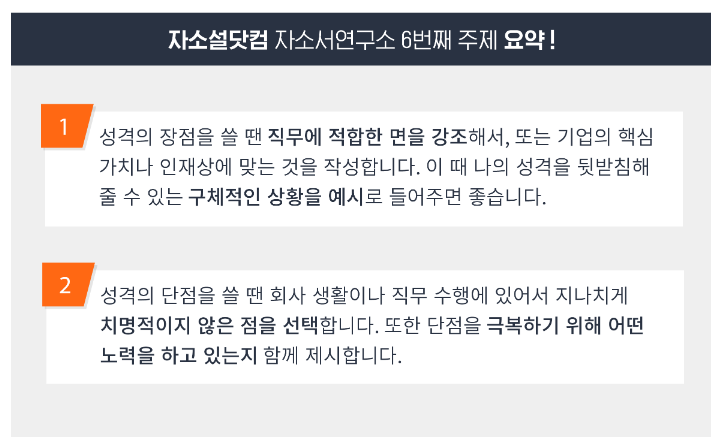 자소설닷컴 자소서연구소 6번째 주제 요약 !
1
성격의 장점을 쓸 땐 직무에 적합한 면을 강조해서, 또는 기업의 핵심
가치나 인재상에 맞는 것을 작성합니다. 이 때 나의 성격을 뒷받침해
줄 수 있는 구체적인 상황을 예시로 들어주면 좋습니다.
2
성격의 단점을 쓸 땐 회사 생활이나 직무 수행에 있어서 지나치게
치명적이지 않은 점을 선택합니다. 또한 단점을 극복하기 위해 어떤
노력을 하고 있는지 함께 제시합니다.